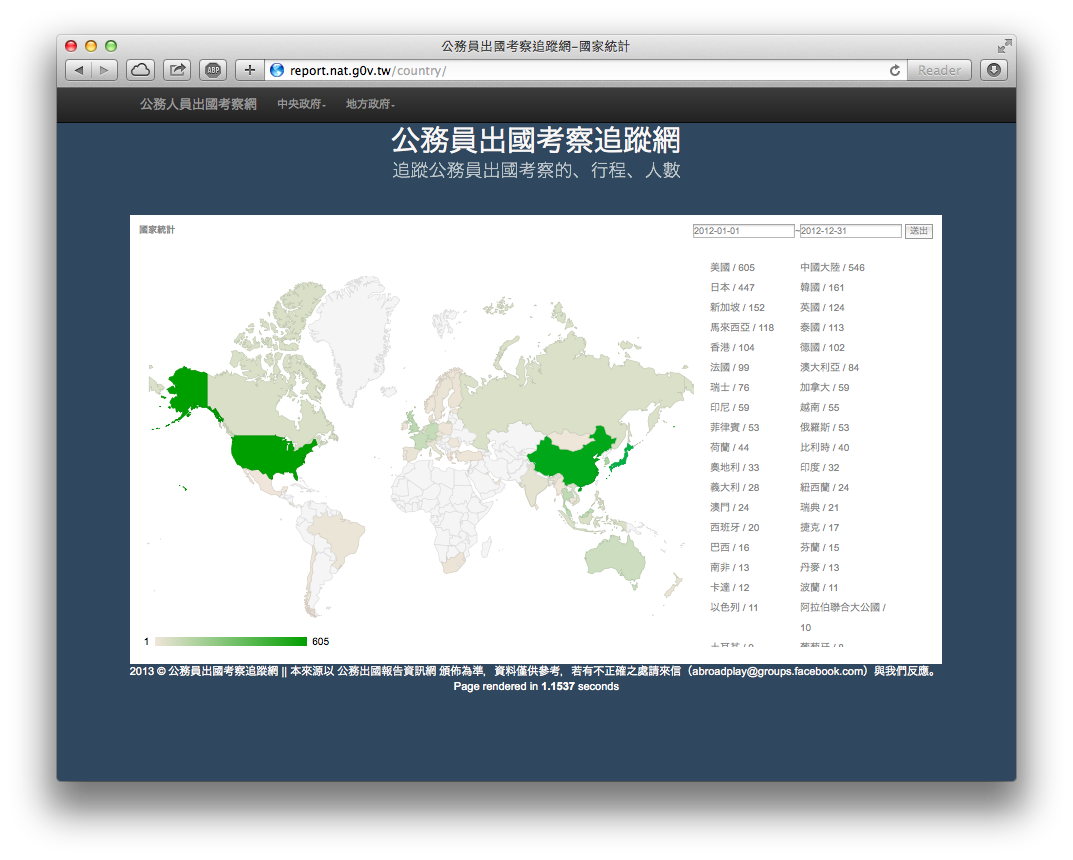 公務員出國考察追蹤網-國家統計
ABP
report.nat.g0v.tw/country/
Reader
公務人員出國考察網 中央政府 地方政府
公務員出國考察追蹤網
追蹤公務員出國考察的、行程、人數
國家統計
2012-01-01~2012-12-31 送出
美國 / 605 中國大陸 / 546
日本 / 447 韓國 / 161
新加坡 / 152 英國 / 124
馬來西亞 / 118 泰國 / 113
香港 / 104 德國 / 102
法國 / 99 澳大利亞 / 84
瑞士 / 76 加拿大 / 59
印尼 / 59 越南 / 55
菲律賓 / 53 俄羅斯 / 53
荷蘭 / 44 比利時 / 40
奧地利 / 33 印度 / 32
義大利 / 28 紐西蘭 / 24
澳門 / 24 瑞典 / 21
西班牙 / 20 捷克 / 17
巴西 / 16 芬蘭 / 15
南非 / 13 丹麥 / 13
卡達 / 12 波蘭 / 11
以色列 / 11 阿拉伯聯合大公國 /
10
1 605
2013 © 公務員出國考察追蹤網 || 本來源以 公務出國報告資訊網 頒佈為準，資料僅供參考，若有不正確之處請來信（abroadplay@groups.facebook.com）與我們反應。
Page rendered in 1.1537 seconds